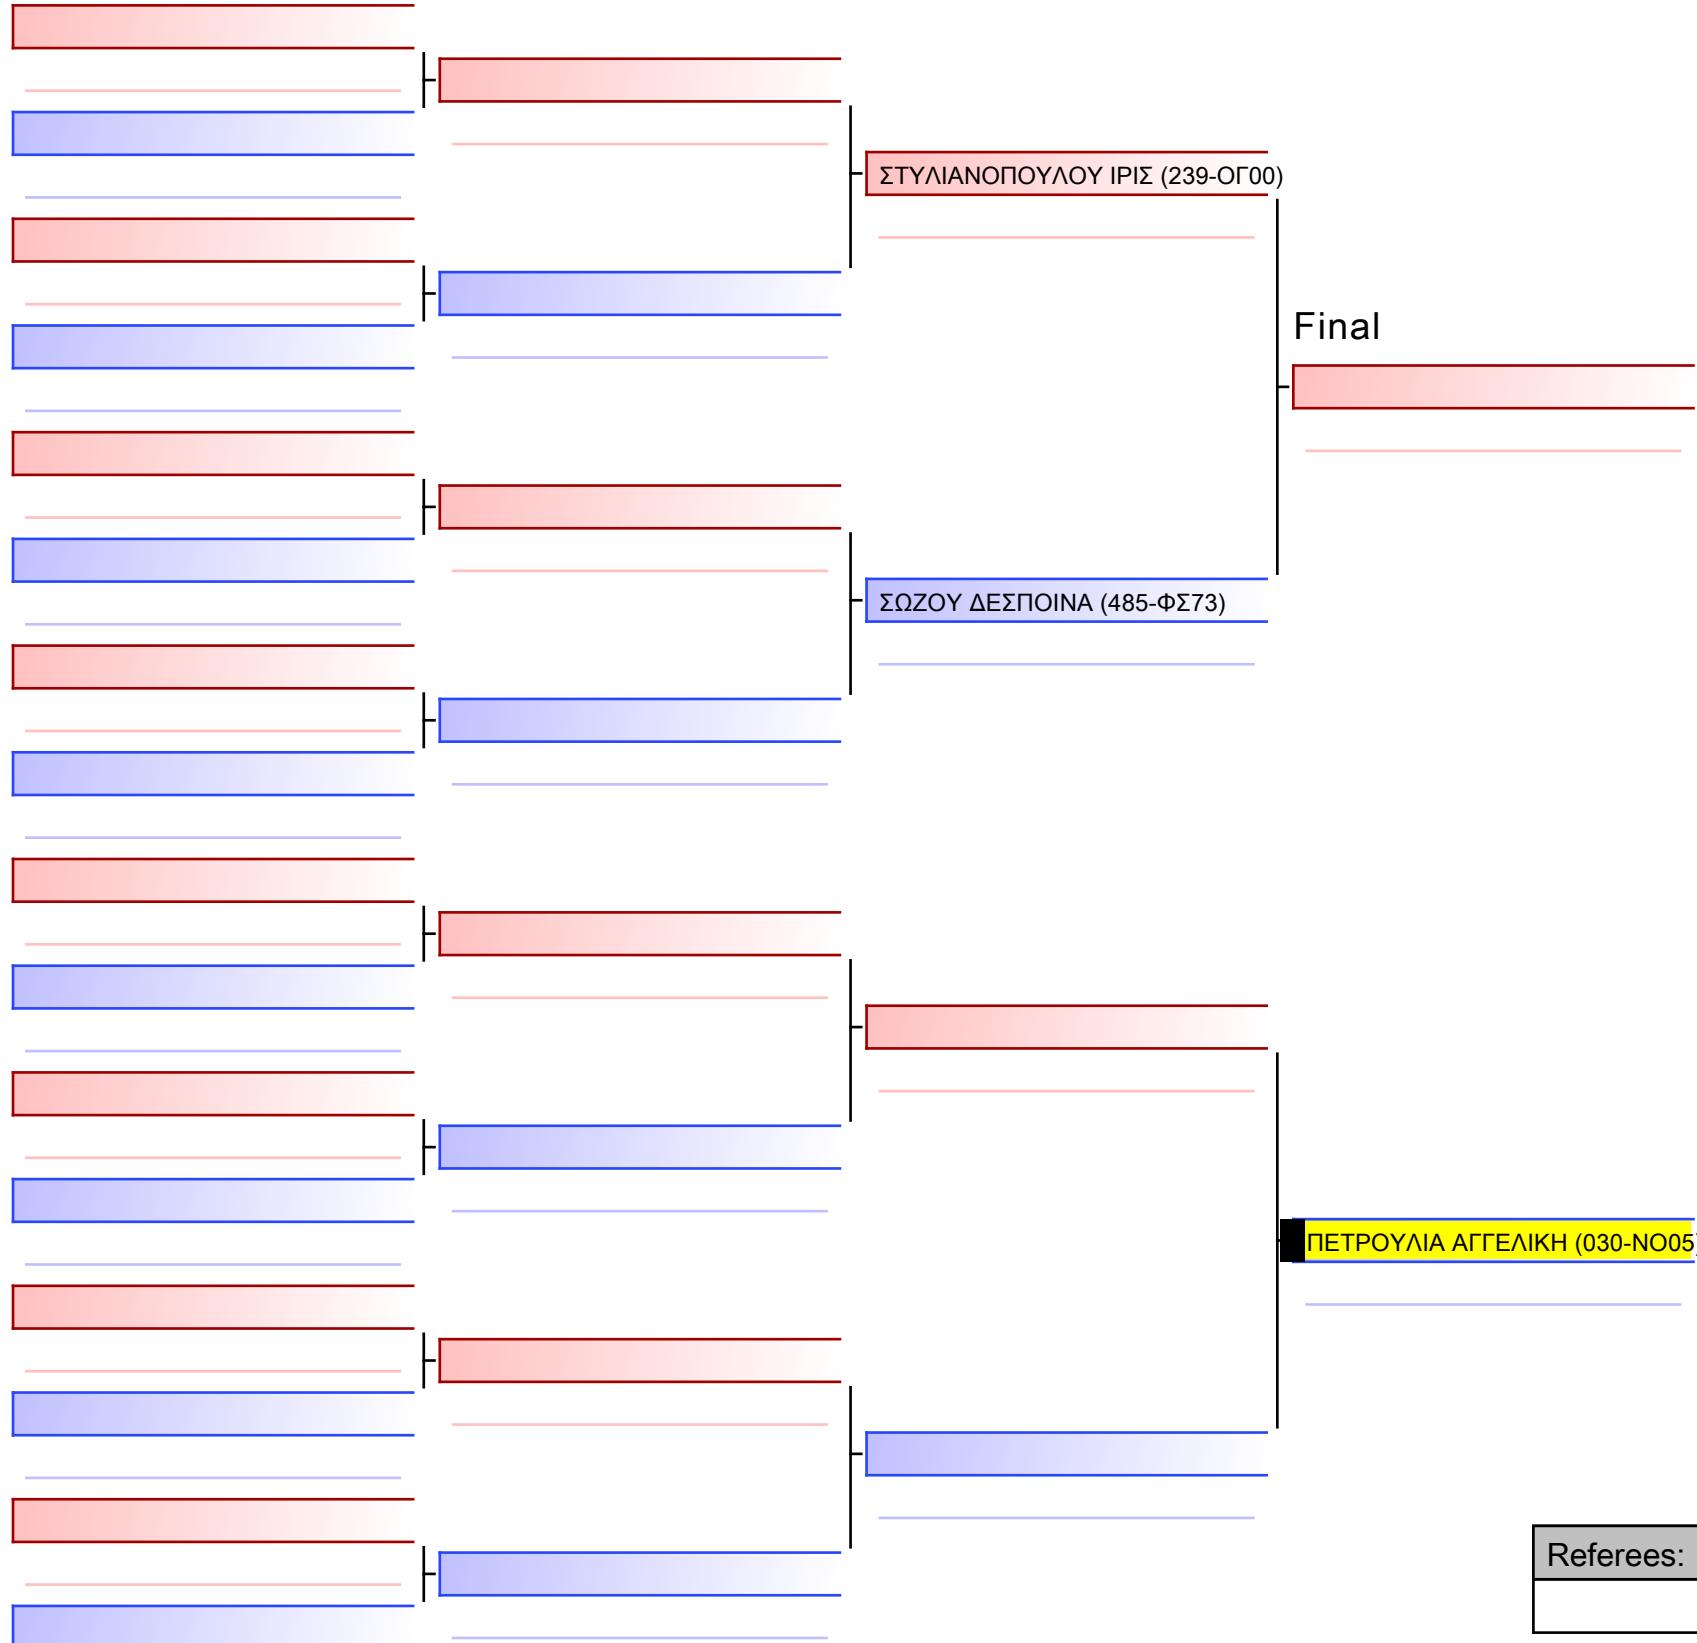 ΣΤΥΛΙΑΝΟΠΟΥΛΟΥ ΙΡΙΣ (239-ΟΓ00)
Final
ΣΩΖΟΥ ΔΕΣΠΟΙΝΑ (485-ΦΣ73)
ΠΕΤΡΟΥΛΙΑ ΑΓΓΕΛΙΚΗ (030-ΝΟ05)
Referees: